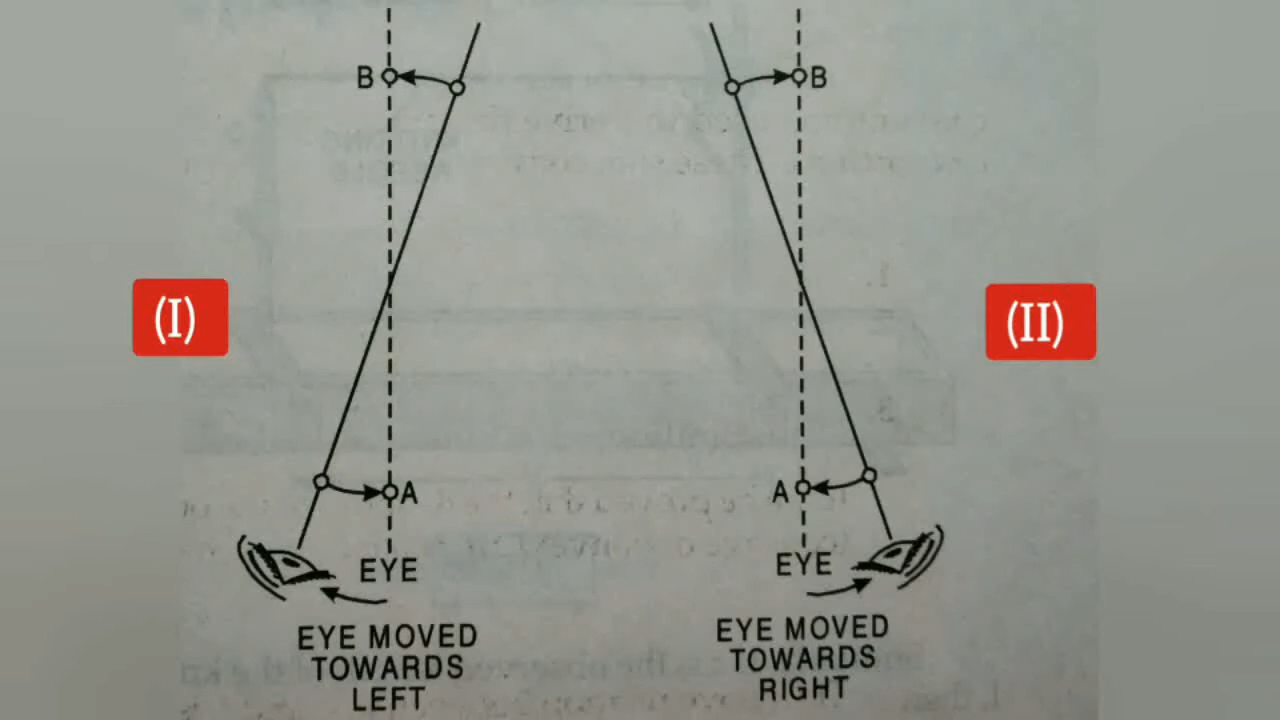 B
B
(I)
(II)
A
A
EYE
EYE
EYE MOVED
TOWARDS
LEFT
EYE MOVED
TOWARDS
RIGHT